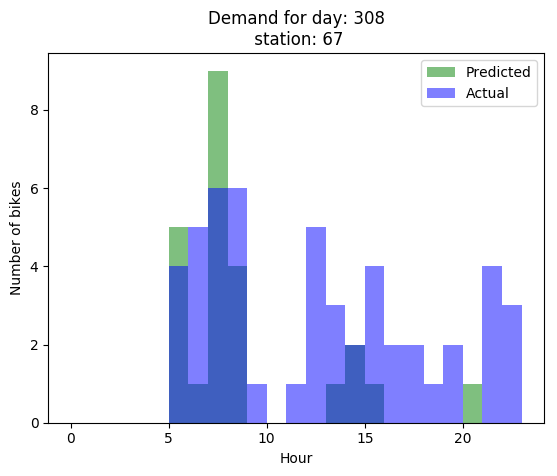 Demand for day: 308
station: 67
Predicted
Actual
Number of bikes
8
6
4
2
0
0
5
10
15
20
Hour